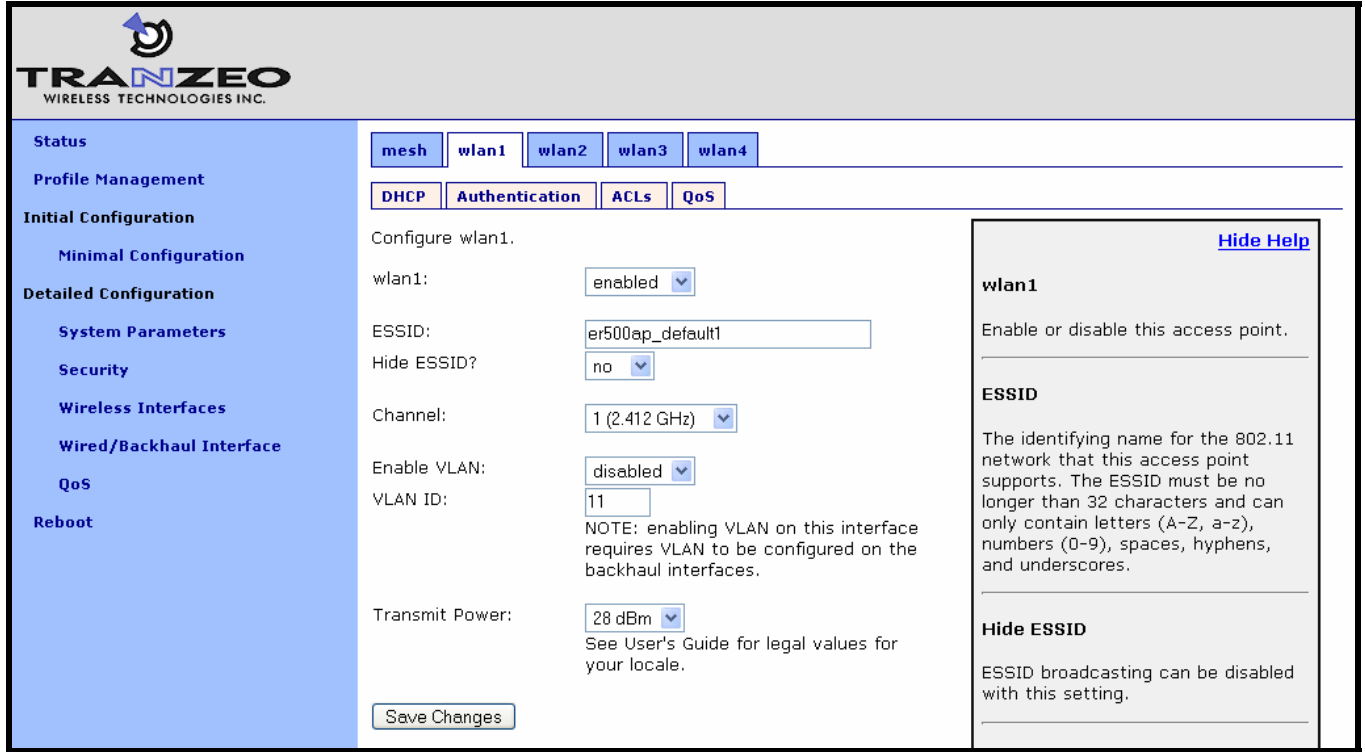 TRANZEO
WIRELESS TECHNOLOGIES INC.
Status
Profile Management
Initial Configuration
Minimal Configuration
Detailed Configuration
System Parameters
Security
Wireless Interfaces
Wired/Backhaul Interface
QoS
Reboot
mesh wlan1 wlan2 wlan3 wlan4
DHCP Authentication ACLs QoS
Configure wlan1.
wlan1: enabled
ESSID: er500ap_default1
Hide ESSID? no
Channel: 1 (2.412 GHz)
Enable VLAN: disabled
VLAN ID: 11
NOTE: enabling VLAN on this interface
requires VLAN to be configured on the
backhaul interfaces.
Transmit Power: 28 dBm
See User's Guide for legal values for
your locale.
Save Changes
Hide Help
wlan1
Enable or disable this access point.
ESSID
The identifying name for the 802.11
network that this access point
supports. The ESSID must be no
longer than 32 characters and can
only contain letters (A-Z, a-z),
numbers (0-9), spaces, hyphens,
and underscores.
Hide ESSID
ESSID broadcasting can be disabled
with this setting.